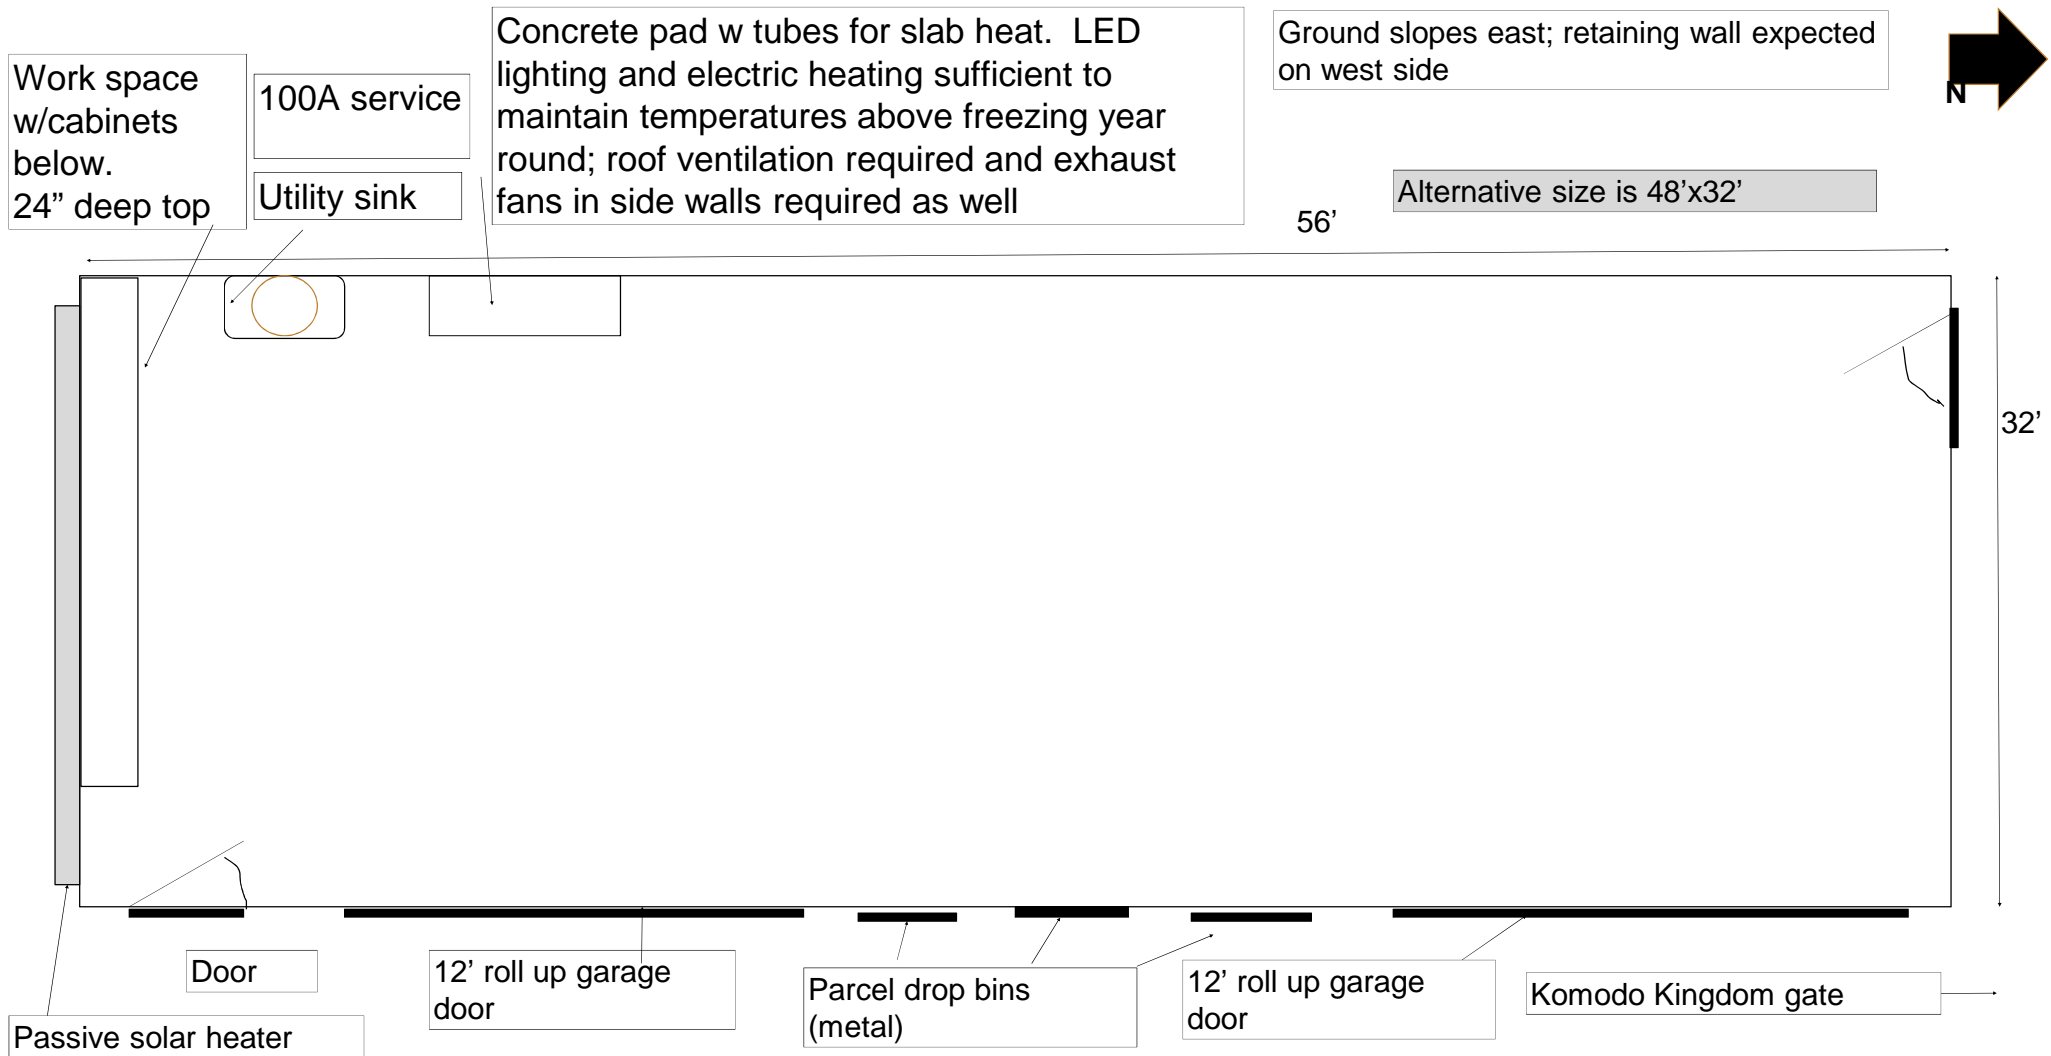 Work space
w/cabinets
below.
24” deep top
100A service
Utility sink
Concrete pad w tubes for slab heat.  LED
lighting and electric heating sufficient to
maintain temperatures above freezing year
round; roof ventilation required and exhaust
fans in side walls required as well
Ground slopes east; retaining wall expected
on west side
N
Alternative size is 48’x32’
56’
32’
Door
12’ roll up garage
door
Parcel drop bins
(metal)
12’ roll up garage
door
Komodo Kingdom gate
Passive solar heater